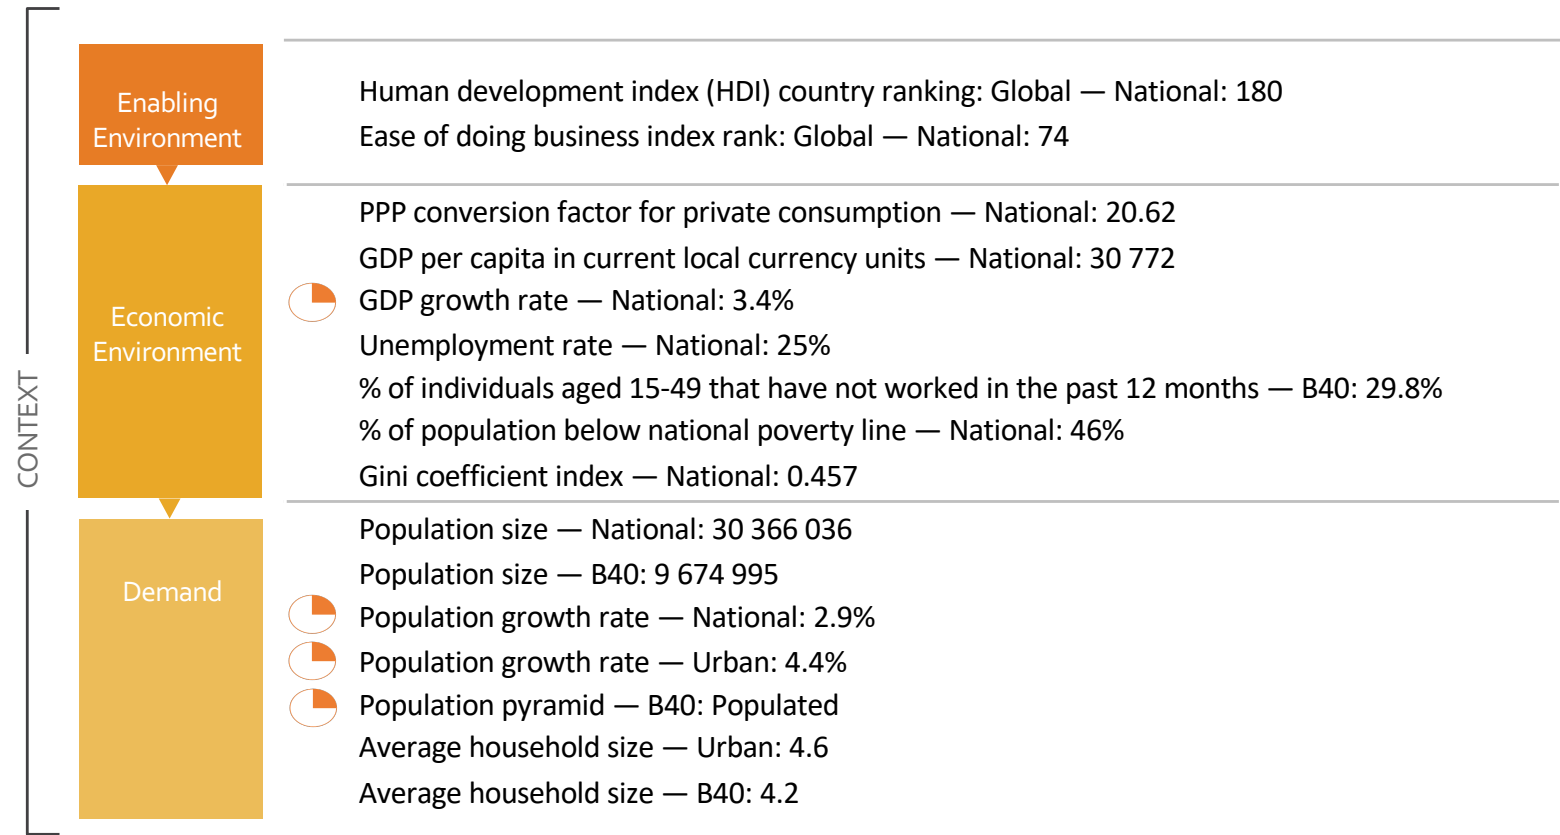 CONTEXT
Enabling
Environment
Human development index (HDI) country ranking: Global — National: 180
Ease of doing business index rank: Global — National: 74
Economic
Environment
PPP conversion factor for private consumption — National: 20.62
GDP per capita in current local currency units — National: 30 772
GDP growth rate — National: 3.4%
Unemployment rate — National: 25%
% of individuals aged 15-49 that have not worked in the past 12 months — B40: 29.8%
% of population below national poverty line — National: 46%
Gini coefficient index — National: 0.457
Demand
Population size — National: 30 366 036
Population size — B40: 9 674 995
Population growth rate — National: 2.9%
Population growth rate — Urban: 4.4%
Population pyramid — B40: Populated
Average household size — Urban: 4.6
Average household size — B40: 4.2